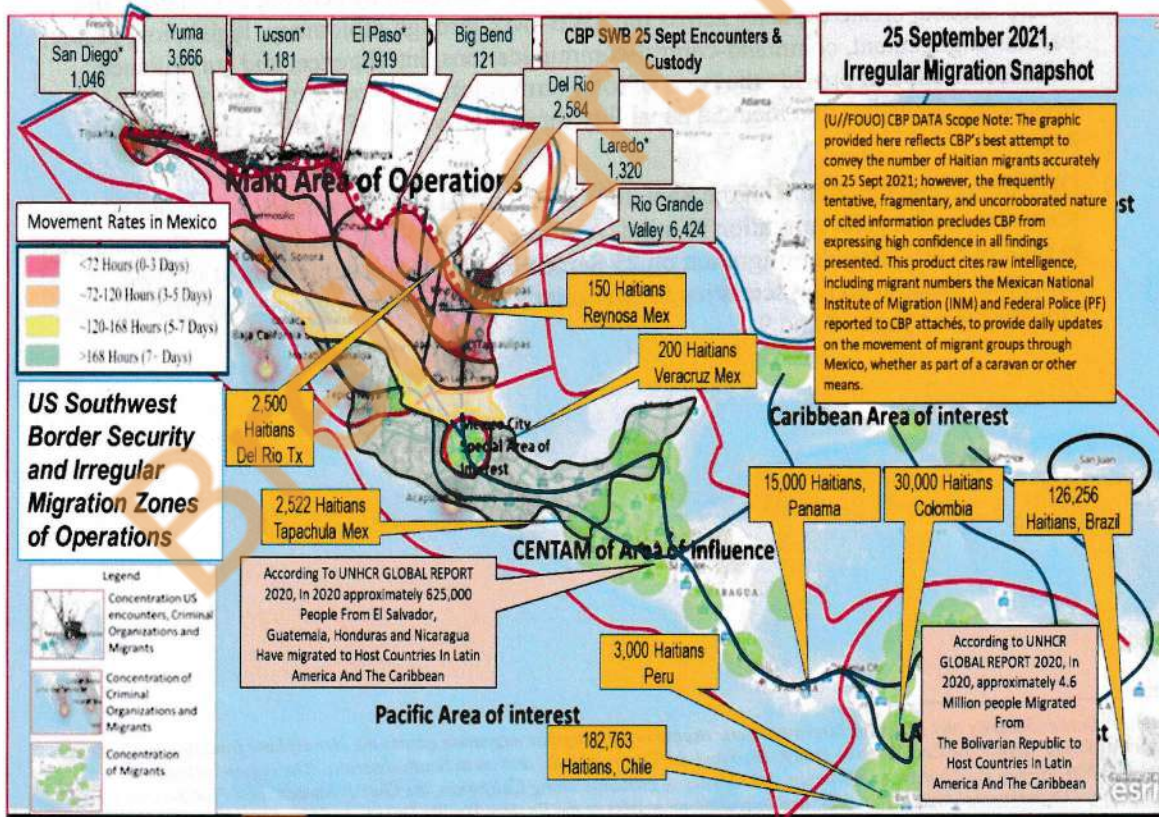 San Diego*
1,046
Yuma
3,666
Tucson*
1,181
El Paso*
2,919
Big Bend
121
CBP SWB 25 Sept Encounters &
Custody
Del Rio
2,584
Laredo*
1,320
Rio Grande
Valley 6,424
25 September 2021,
Irregular Migration Snapshot
(U//FOUO) CBP DATA Scope Note: The graphic
provided here reflects CBP's best attempt to
convey the number of Haitian migrants accurately
on 25 Sept 2021; however, the frequently
tentative, fragmentary, and uncorroborated nature
of cited information precludes CBP from
expressing high confidence in all findings
presented. This product cites raw intelligence,
including migrant numbers the Mexican National
Institute of Migration (INM) and Federal Police (PF)
reported to CBP attachés, to provide daily updates
on the movement of migrant groups through
Mexico, whether as part of a caravan or other
means.
Main Area of Operations
Tijuana
Phoenix
Movement Rates in Mexico
<72 Hours (0-3 Days)
~72-120 Hours (3-5 Days)
~120-168 Hours (5-7 Days)
>168 Hours (7+ Days)
150 Haitians
Reynosa Mex
200 Haitians
Veracruz Mex
2,500
Haitians
Del Rio Tx
US Southwest
Border Security
and Irregular
Migration Zones
of Operations
Mexico City
Special Area of
Interest
Caribbean Area of interest
San Juan
2,522 Haitians
Tapachula Mex
15,000 Haitians,
Panama
30,000 Haitians
Colombia
126,256
Haitians, Brazil
CENTAM of Area of Influence
According To UNHCR GLOBAL REPORT
2020, In 2020 approximately 625,000
People From El Salvador,
Guatemala, Honduras and Nicaragua
Have migrated to Host Countries In Latin
America And The Caribbean
Legend
Concentration US
encounters, Criminal
Organizations and
Migrants
Concentration of
Criminal
Organizations and
Migrants
Concentration
of Migrants
3,000 Haitians
Peru
Pacific Area of interest
182,763
Haitians, Chile
According to UNHCR
GLOBAL REPORT 2020, In
2020, approximately 4.6
Million people Migrated
From
The Bolivarian Republic to
Host Countries In Latin
America And The Caribbean
esri